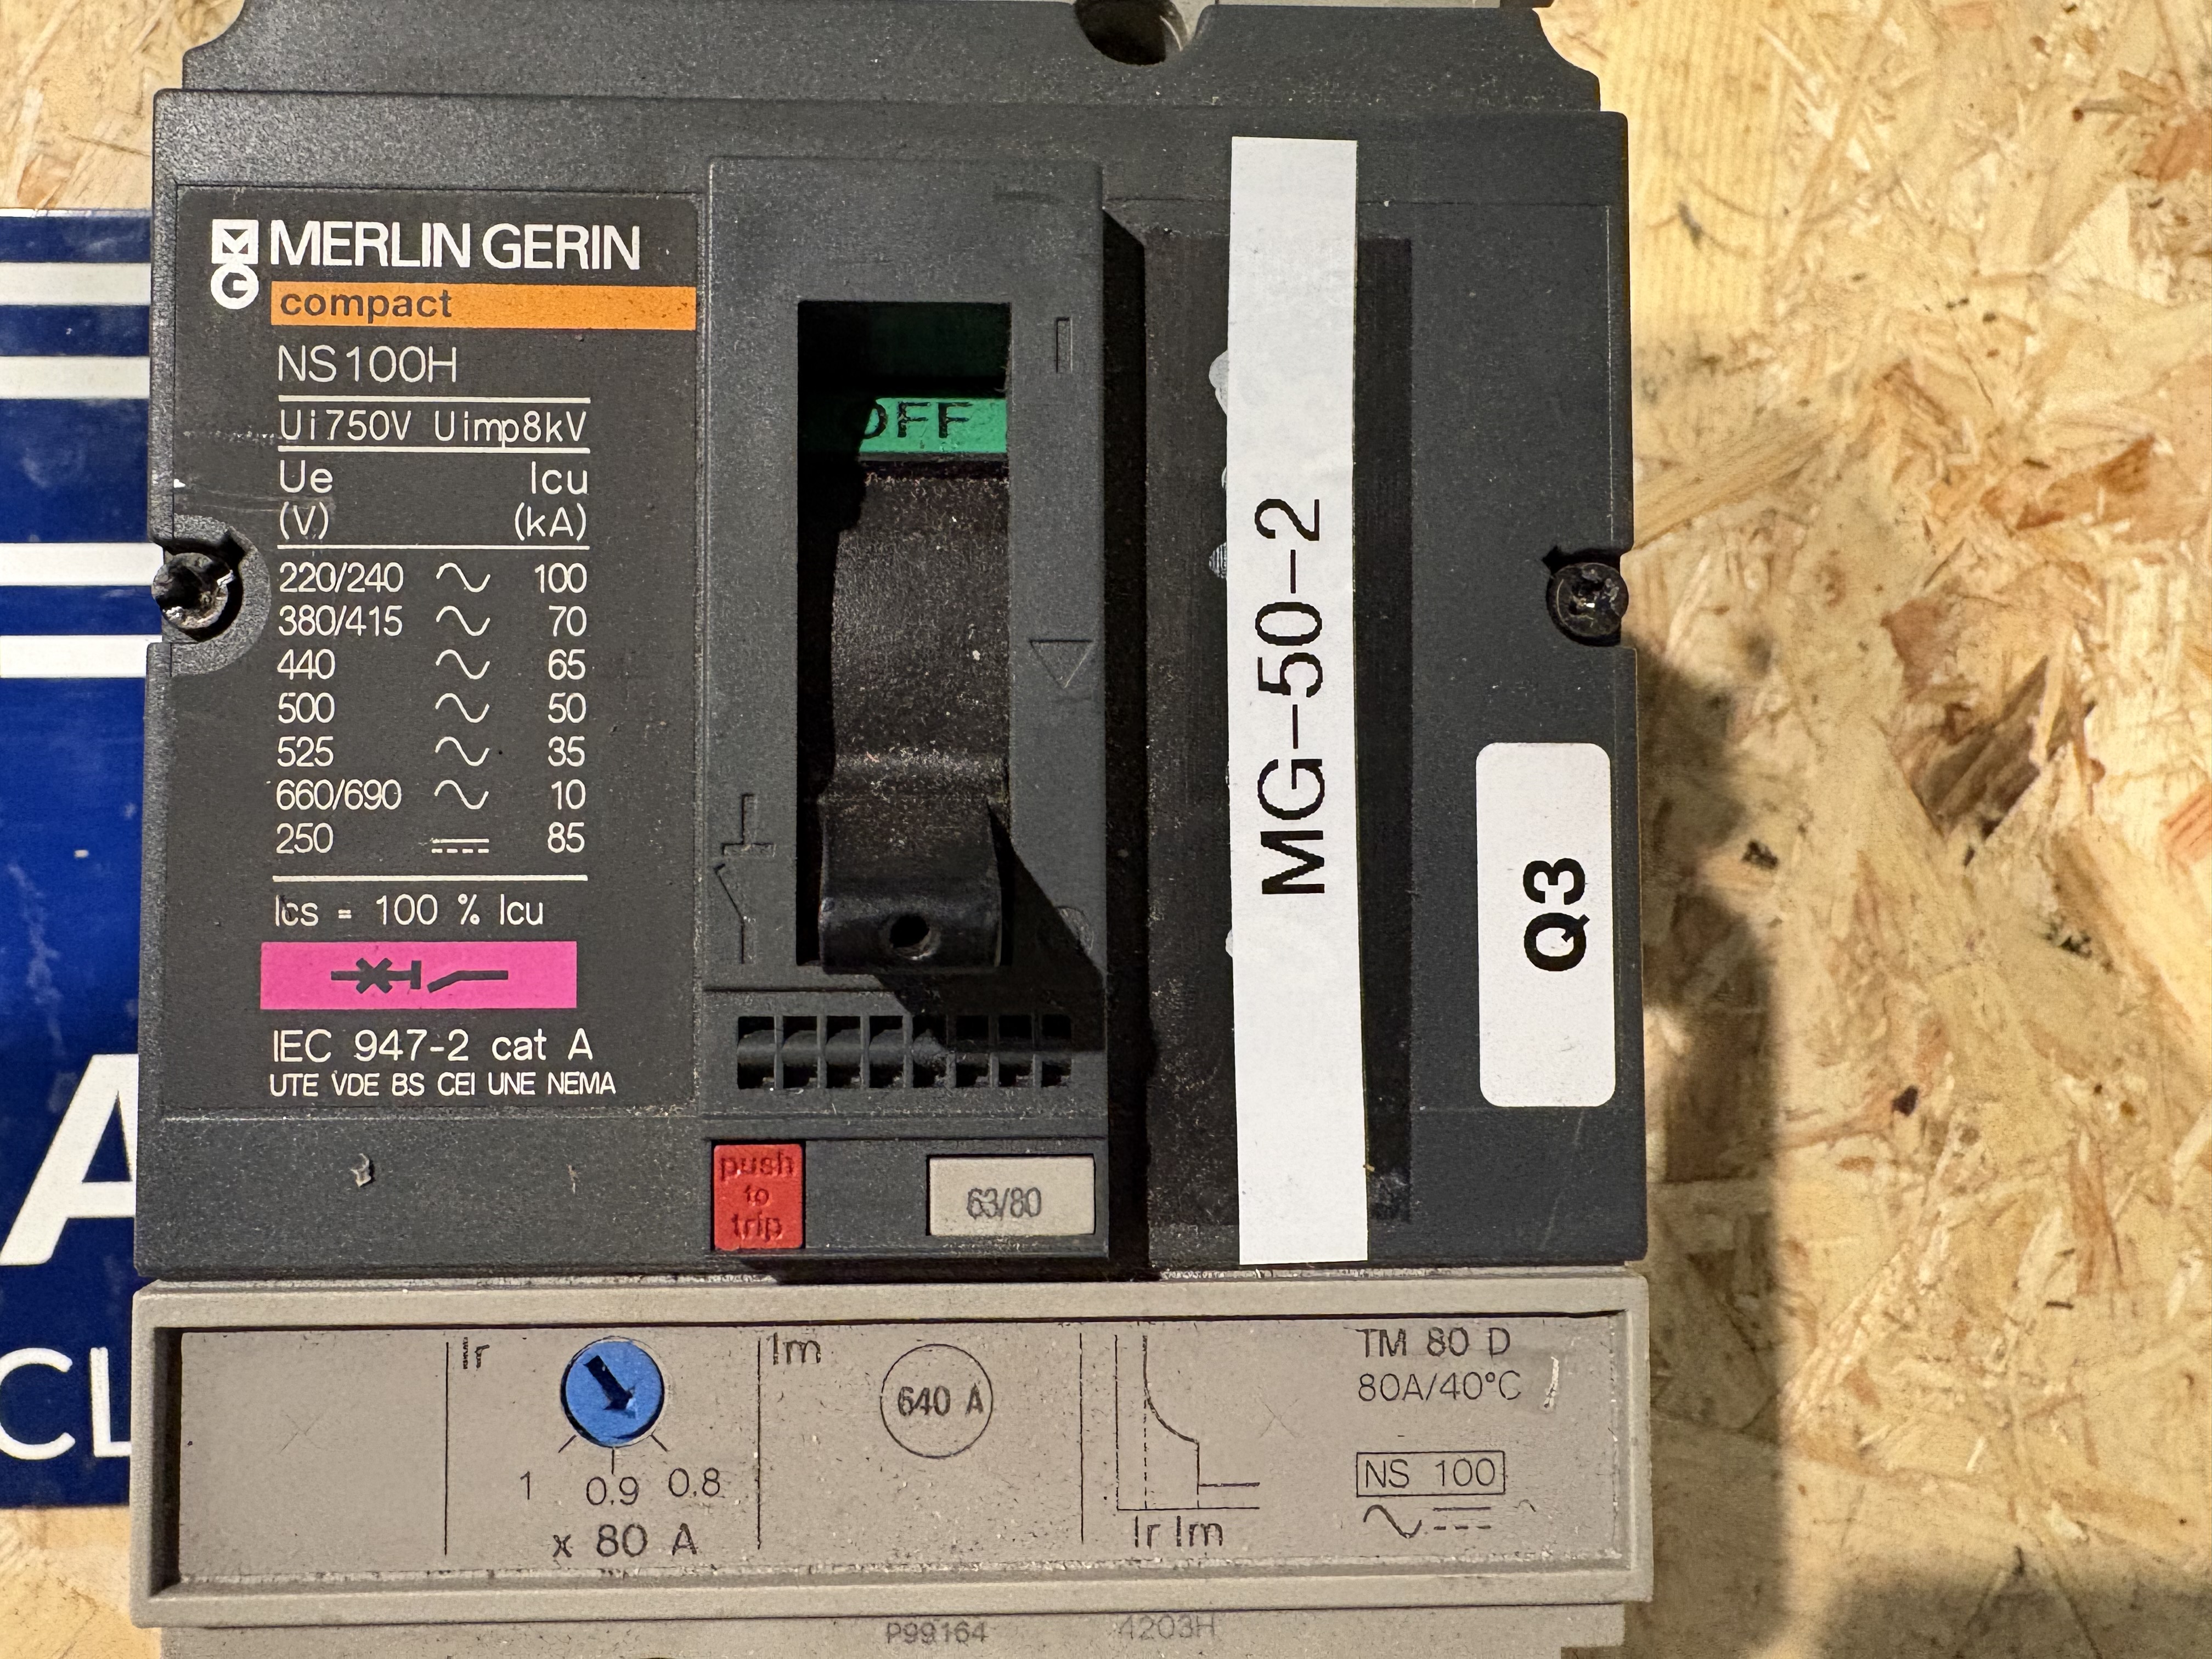 MERLIN GERIN
compact
NS100H
Ui750V Uimp8kV
Ue Icu
(V) (kA)
220/240 100
380/415 70
440 65
500 50
525 35
660/690 10
250 85
Ics = 100 % Icu
IEC 947-2 cat A
UTE VDE BS CEI UNE NEMA
OFF
push
to
trip
63/80
MG-50-2
Q3
Ir
1 0.9 0.8
x 80 A
Im
640 A
Ir Im
TM 80 D
80A/40°C
NS 100
P99164 4203H
A
CL